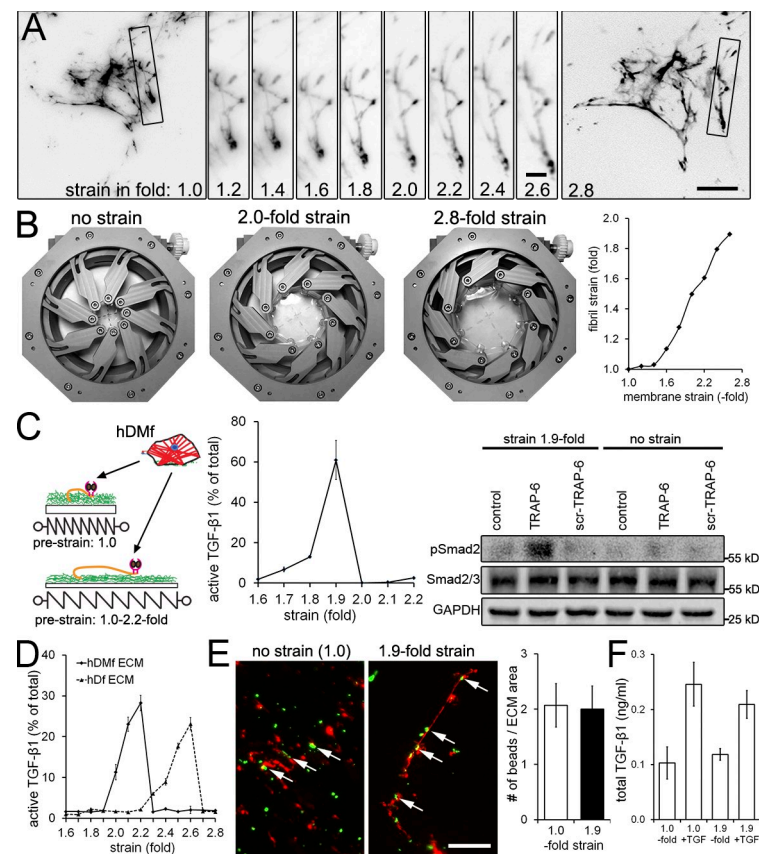 A
strain in fold: 1.0
1.2
1.4
1.6
1.8
2.0
2.2
2.4
2.6
2.8
B
no strain
2.0-fold strain
2.8-fold strain
fibril strain (fold)
2.0
1.8
1.6
1.4
1.2
1.0
1.0 1.6 2.2 2.8
membrane strain (-fold)
C
hDMf
pre-strain: 1.0
pre-strain: 1.0-2.2-fold
active TGF-β1 (% of total)
80
60
40
20
0
1.6 1.7 1.8 1.9 2.0 2.1 2.2
strain (fold)
strain 1.9-fold no strain
control TRAP-6 scr-TRAP-6 control TRAP-6 scr-TRAP-6
pSmad2 55 kD
Smad2/3 55 kD
GAPDH 25 kD
D
active TGF-β1 (% of total)
hDMf ECM
hDf ECM
40
30
20
10
0
1.6 1.8 2.0 2.2 2.4 2.6 2.8
strain (fold)
E
no strain (1.0) 1.9-fold strain
# of beads / ECM area
3
2
1
0
1.0 1.9
-fold strain
F
total TGF-β1 (ng/ml)
0.3
0.2
0.1
0.0
1.0 1.0 1.9 1.9
-fold +TGF -fold +TGF